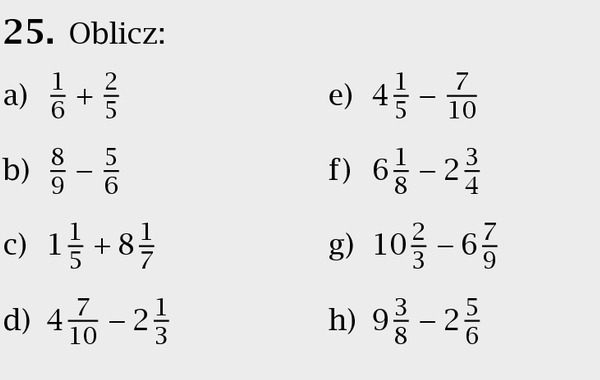 25. Oblicz:
a) 1/6 + 2/5
b) 8/9 − 5/6
c) 1 1/5 + 8 1/7
d) 4 7/10 − 2 1/3
e) 4 1/5 − 7/10
f) 6 1/8 − 2 3/4
g) 10 2/3 − 6 7/9
h) 9 3/8 − 2 5/6